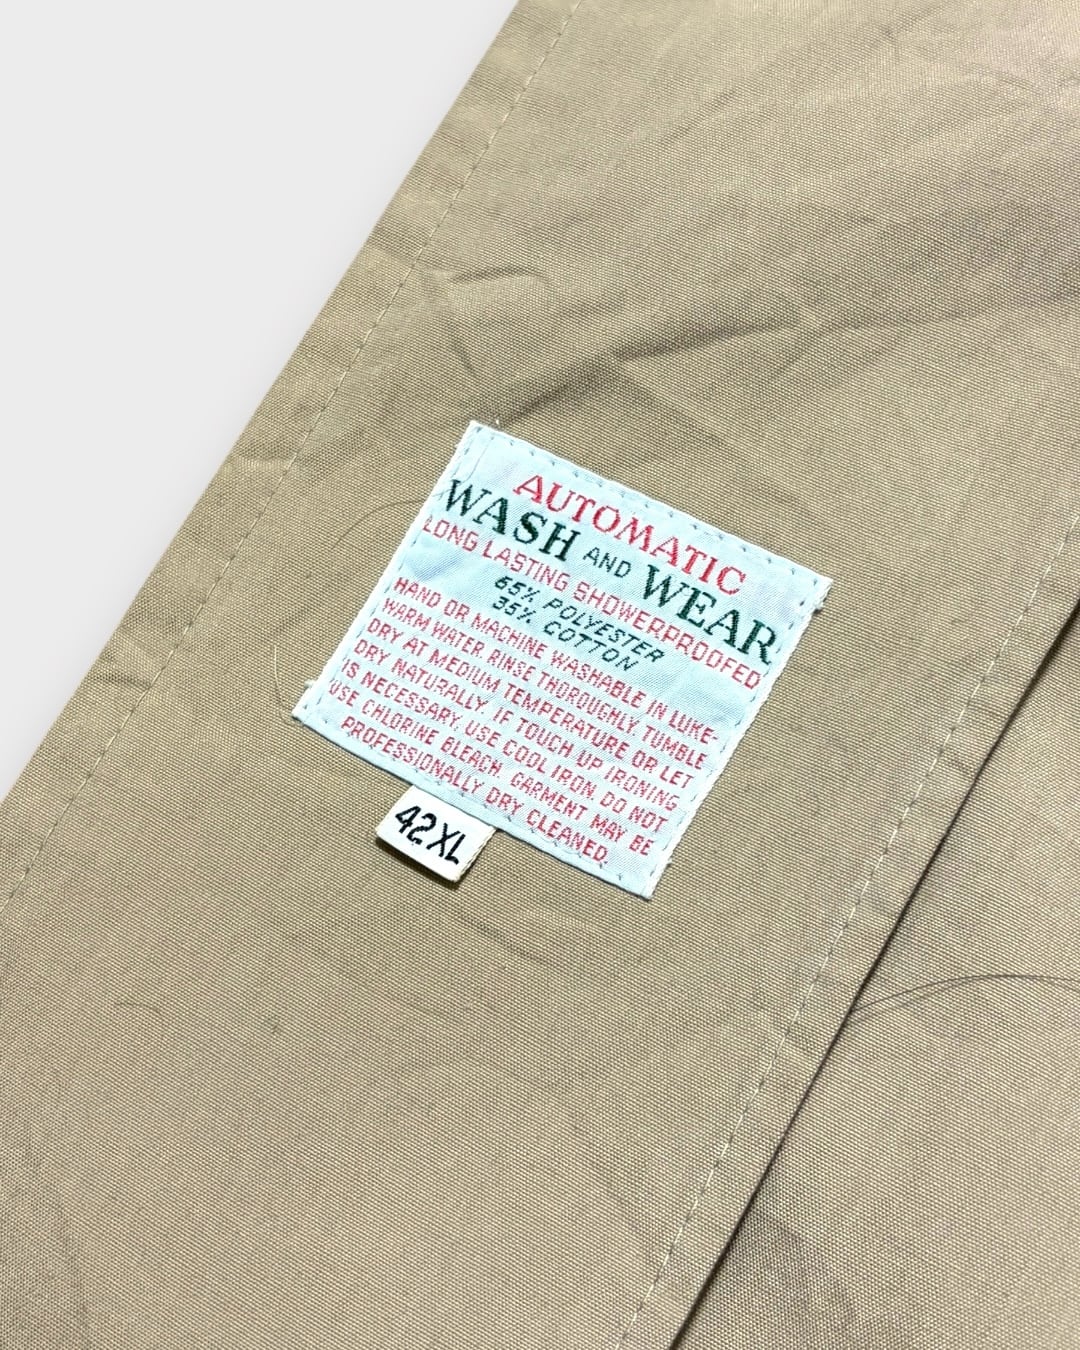 AUTOMATIC
WASH AND WEAR
LONG LASTING SHOWERPROOFED
65% POLYESTER
35% COTTON
HAND OR MACHINE WASHABLE IN LUKE-
WARM WATER. RINSE THOROUGHLY. TUMBLE
DRY AT MEDIUM TEMPERATURE OR LET
DRY NATURALLY. IF TOUCH UP IRONING
IS NECESSARY, USE COOL IRON. DO NOT
USE CHLORINE BLEACH. GARMENT MAY BE
PROFESSIONALLY DRY CLEANED.
42XL